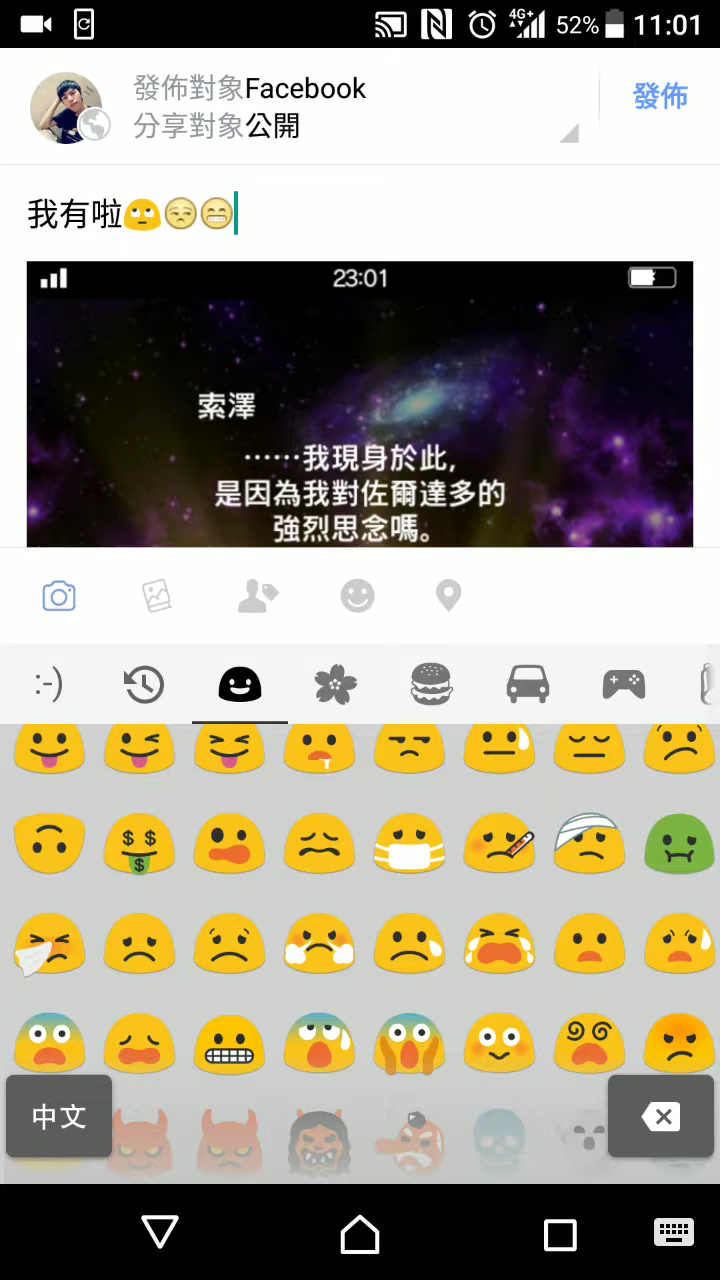 4G+ 52% 11:01
發佈對象Facebook
分享對象公開
發佈
我有啦🙄😒😁
23:01
索澤
……我現身於此,
是因為我對佐爾達多的
強烈思念嗎。
:-)
中文